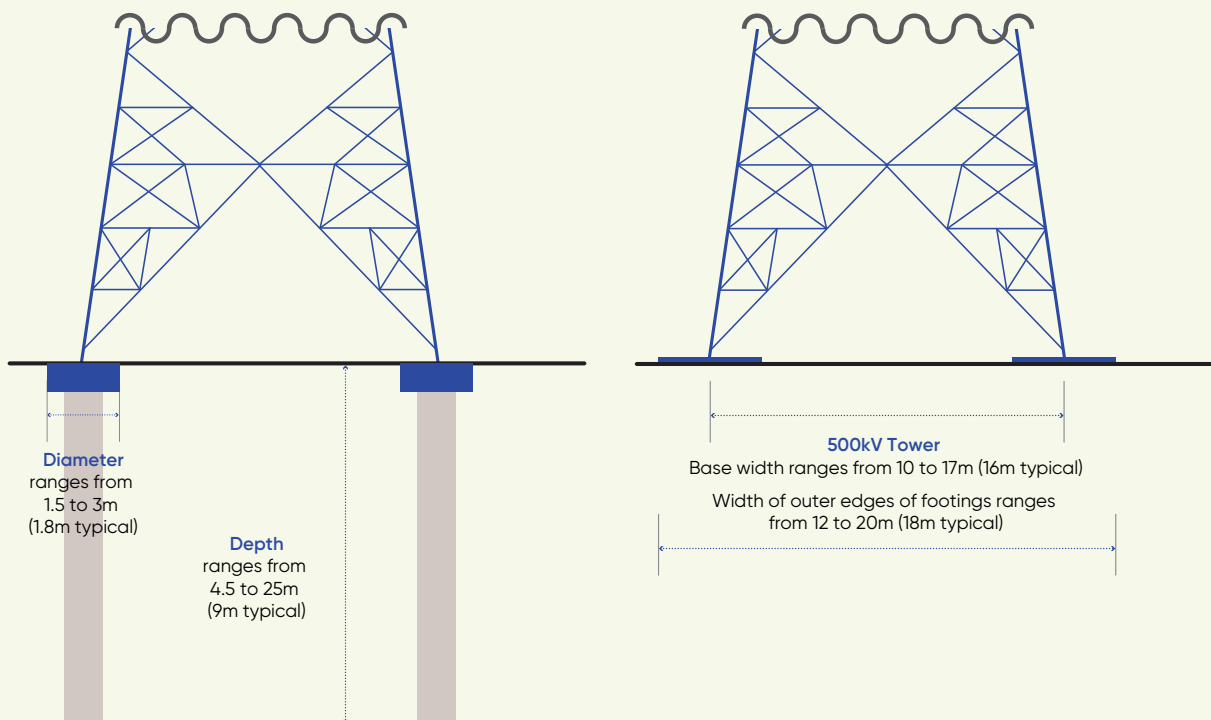 Diameter
ranges from
1.5 to 3m
(1.8m typical)
Depth
ranges from
4.5 to 25m
(9m typical)
500kV Tower
Base width ranges from 10 to 17m (16m typical)
Width of outer edges of footings ranges
from 12 to 20m (18m typical)